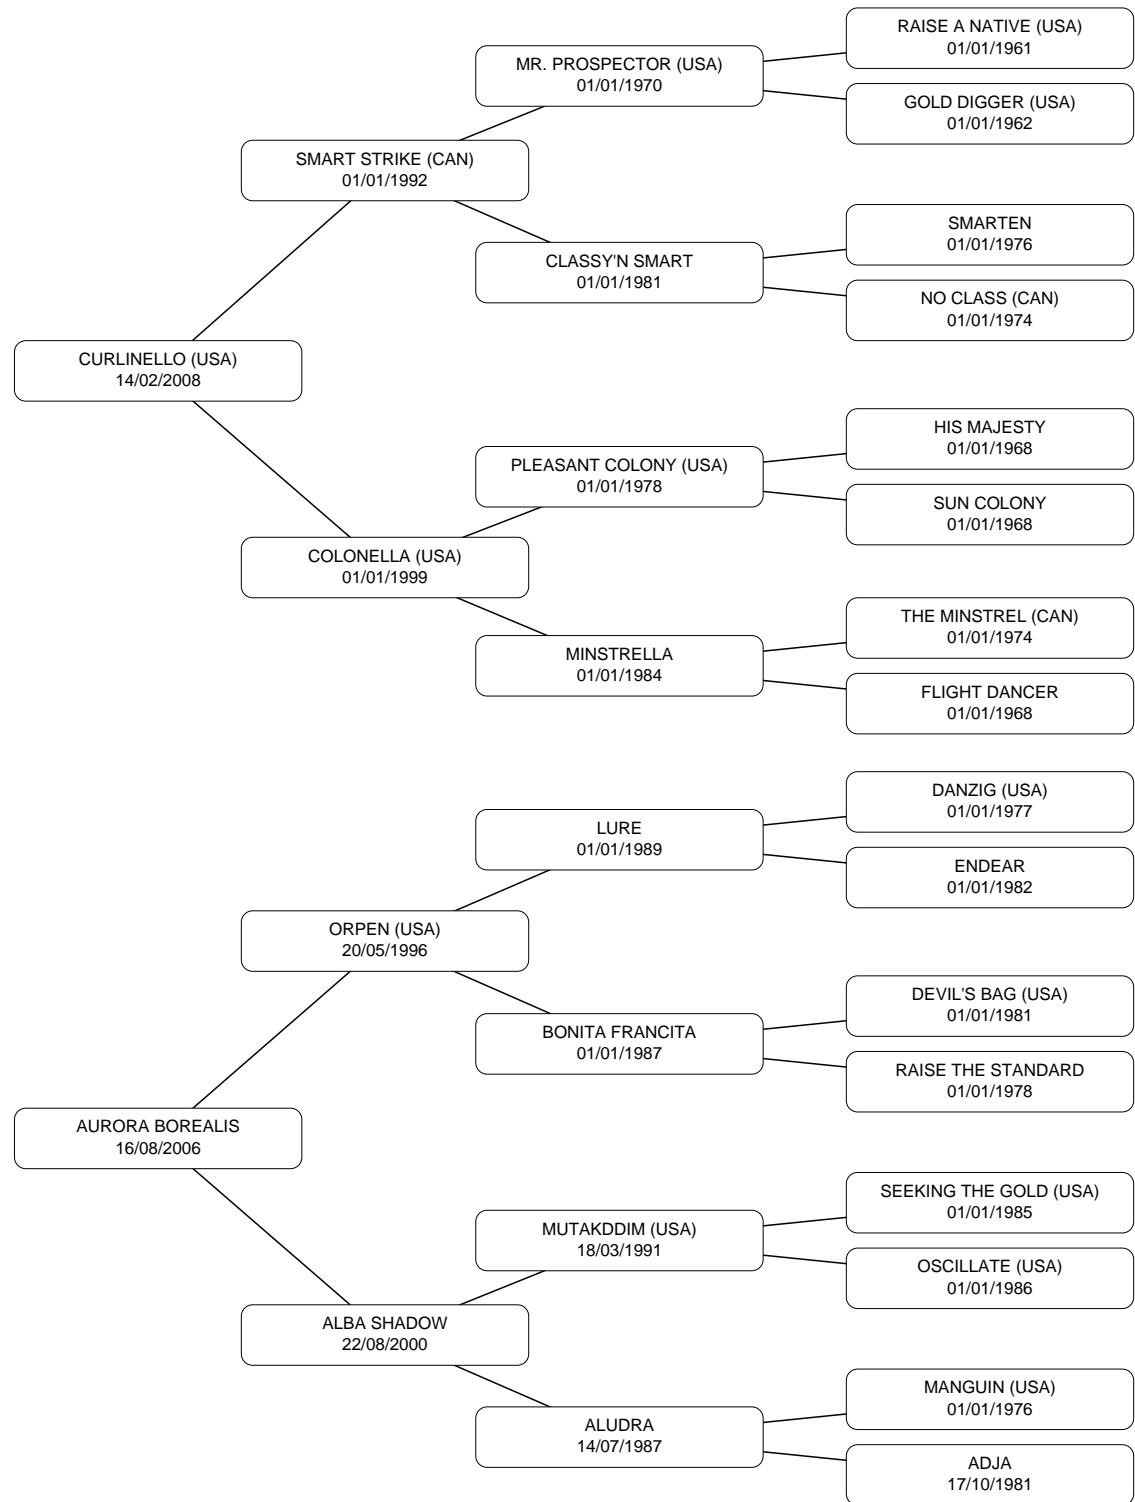 RAISE A NATIVE (USA)
01/01/1961
MR. PROSPECTOR (USA)
01/01/1970
GOLD DIGGER (USA)
01/01/1962
SMART STRIKE (CAN)
01/01/1992
SMARTEN
01/01/1976
CLASSY'N SMART
01/01/1981
NO CLASS (CAN)
01/01/1974
CURLINELLO (USA)
14/02/2008
HIS MAJESTY
01/01/1968
PLEASANT COLONY (USA)
01/01/1978
SUN COLONY
01/01/1968
COLONELLA (USA)
01/01/1999
THE MINSTREL (CAN)
01/01/1974
MINSTRELLA
01/01/1984
FLIGHT DANCER
01/01/1968
DANZIG (USA)
01/01/1977
LURE
01/01/1989
ENDEAR
01/01/1982
ORPEN (USA)
20/05/1996
DEVIL'S BAG (USA)
01/01/1981
BONITA FRANCITA
01/01/1987
RAISE THE STANDARD
01/01/1978
AURORA BOREALIS
16/08/2006
SEEKING THE GOLD (USA)
01/01/1985
MUTAKDDIM (USA)
18/03/1991
OSCILLATE (USA)
01/01/1986
ALBA SHADOW
22/08/2000
MANGUIN (USA)
01/01/1976
ALUDRA
14/07/1987
ADJA
17/10/1981